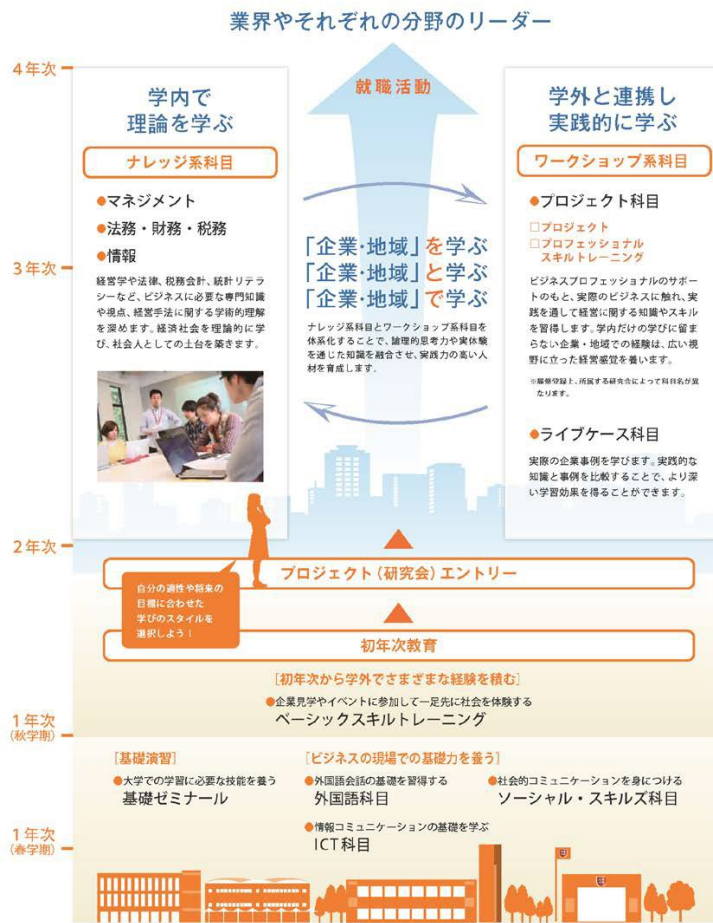 業界やそれぞれの分野のリーダー
4年次
学内で
理論を学ぶ
ナレッジ系科目
●マネジメント
●法務・財務・税務
●情報
3年次
経営学や法律、税務会計、統計リテラ
シーなど、ビジネスに必要な専門知識
や視点、経営手法に関する学術的理解
を深めます。経済社会を理論的に学
び、社会人としての土台を築きます。
就職活動
「企業・地域」を学ぶ
「企業・地域」と学ぶ
「企業・地域」で学ぶ
ナレッジ系科目とワークショップ系科目を
体系化することで、論理的思考力や実体験
を通じた知識を融合させ、実践力の高い人
材を育成します。
学外と連携し
実践的に学ぶ
ワークショップ系科目
●プロジェクト科目
□プロジェクト
□プロフェッショナル
スキルトレーニング
ビジネスプロフェッショナルのサポー
トのもと、実際のビジネスに触れ、実
践を通して経営に関する知識やスキル
を習得します。学内だけの学びに留ま
らない企業・地域での経験は、広い視
野に立った経営感覚を養います。
※履修登録上、所属する研究会によって科目名が異
なります。
●ライブケース科目
実際の企業事例を学びます。実践的な
知識と事例を比較することで、より深
い学習効果を得ることができます。
2年次
プロジェクト(研究会)エントリー
自分の適性や将来の
目標に合わせた
学びのスタイルを
選択しよう!
初年次教育
[初年次から学外でさまざまな経験を積む]
●企業見学やイベントに参加して一足先に社会を体験する
ベーシックスキルトレーニング
1年次
(秋学期)
[基礎演習]
●大学での学習に必要な技能を養う
基礎ゼミナール
[ビジネスの現場での基礎力を養う]
●外国語会話の基礎を習得する
外国語科目
●社会的コミュニケーションを身につける
ソーシャル・スキルズ科目
●情報コミュニケーションの基礎を学ぶ
ICT科目
1年次
(春学期)